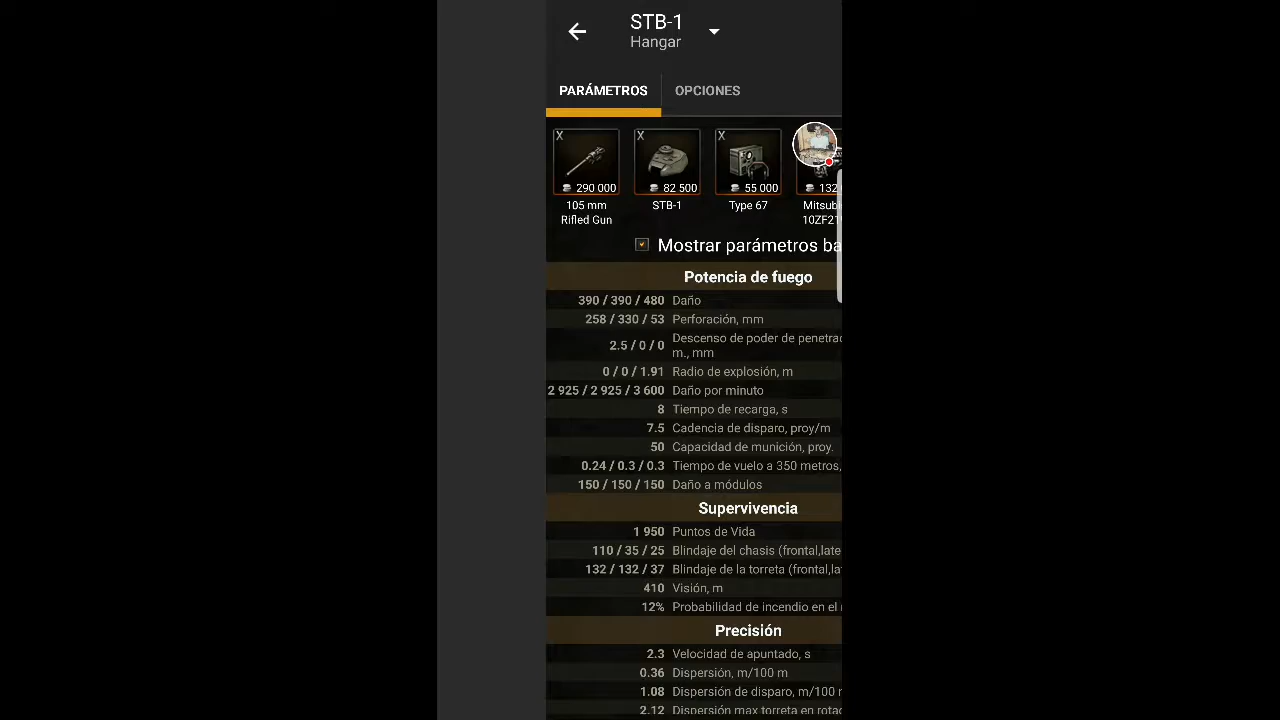 STB-1
Hangar
PARÁMETROS OPCIONES
X X X
290 000 82 500 55 000 132
105 mm STB-1 Type 67 Mitsub
Rifled Gun 10ZF21
Mostrar parámetros ba
Potencia de fuego
390 / 390 / 480 Daño
258 / 330 / 53 Perforación, mm
Descenso de poder de penetra
2.5 / 0 / 0 m., mm
0 / 0 / 1.91 Radio de explosión, m
2 925 / 2 925 / 3 600 Daño por minuto
8 Tiempo de recarga, s
7.5 Cadencia de disparo, proy/m
50 Capacidad de munición, proy.
0.24 / 0.3 / 0.3 Tiempo de vuelo a 350 metros,
150 / 150 / 150 Daño a módulos
Supervivencia
1 950 Puntos de Vida
110 / 35 / 25 Blindaje del chasis (frontal,late
132 / 132 / 37 Blindaje de la torreta (frontal,la
410 Visión, m
12% Probabilidad de incendio en el
Precisión
2.3 Velocidad de apuntado, s
0.36 Dispersión, m/100 m
1.08 Dispersión de disparo, m/100
2.12 Dispersión max torreta en rota